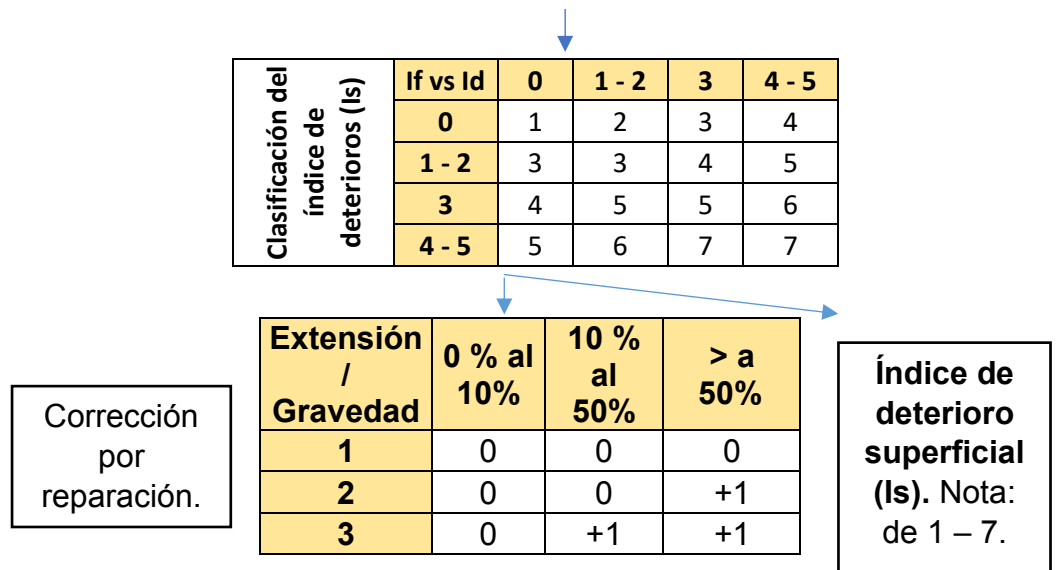 Clasificación del
índice de
deterioros (Is)
If vs Id 0 1 - 2 3 4 - 5
0 1 2 3 4
1 - 2 3 3 4 5
3 4 5 5 6
4 - 5 5 6 7 7
Corrección
por
reparación.
Extensión
/
Gravedad
0 % al
10%
10 %
al
50%
> a
50%
1 0 0 0
2 0 0 +1
3 0 +1 +1
Índice de
deterioro
superficial
(Is). Nota:
de 1 – 7.